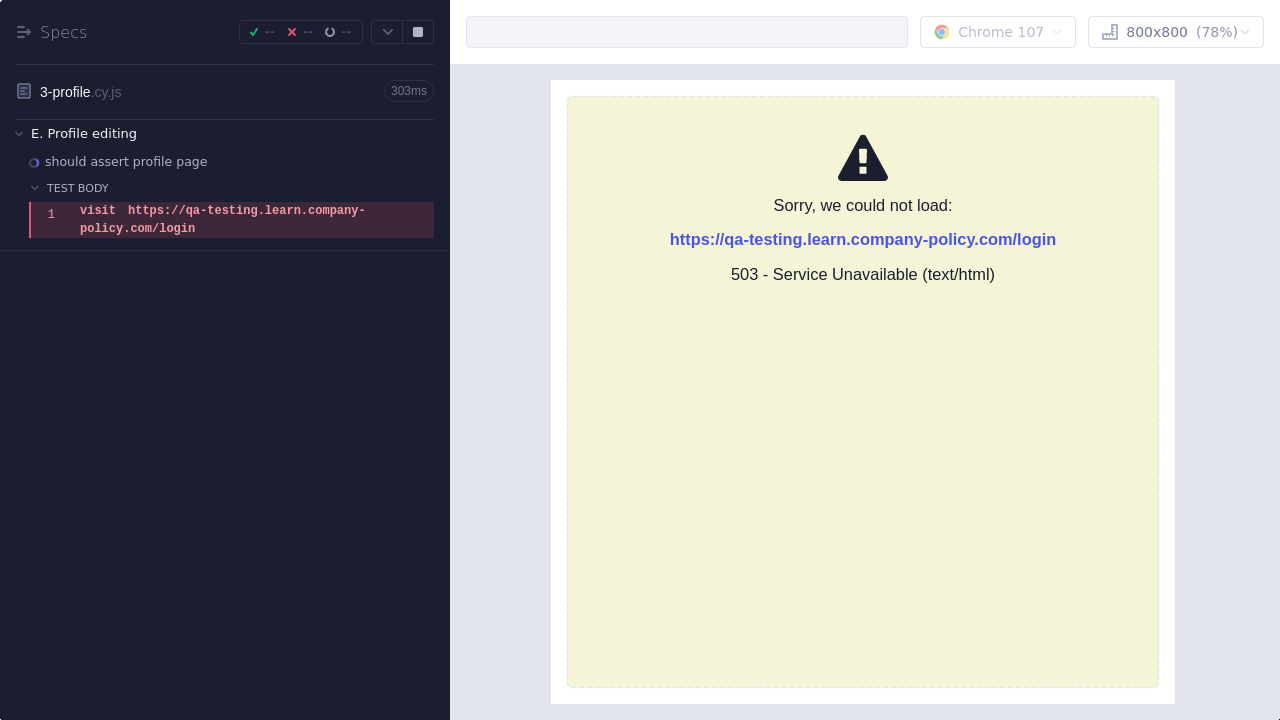 Specs
--
--
--
3-profile.cy.js
303ms
E. Profile editing
should assert profile page
TEST BODY
1 visit https://qa-testing.learn.company-
policy.com/login
Chrome 107
800x800 (78%)
Sorry, we could not load:
https://qa-testing.learn.company-policy.com/login
503 - Service Unavailable (text/html)